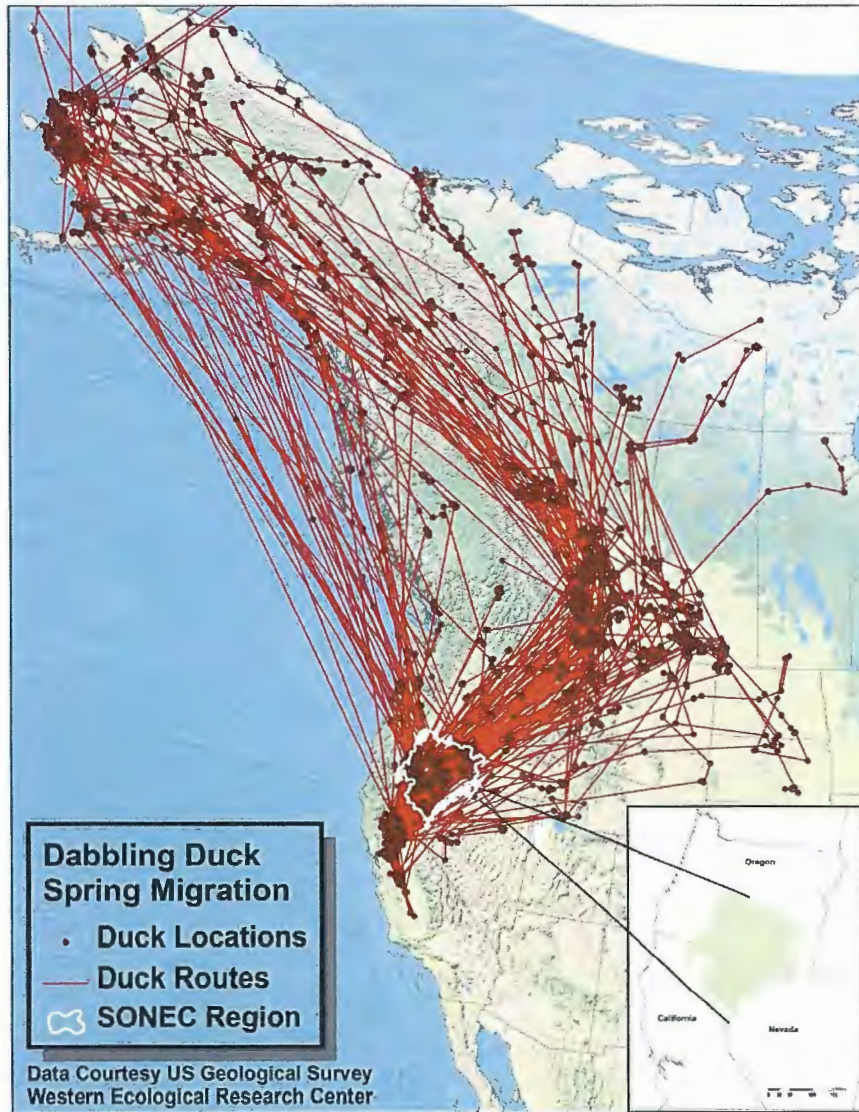 Dabbling Duck
Spring Migration
Duck Locations
Duck Routes
SONEC Region
Data Courtesy US Geological Survey
Western Ecological Research Center
Oregon
California
Nevada